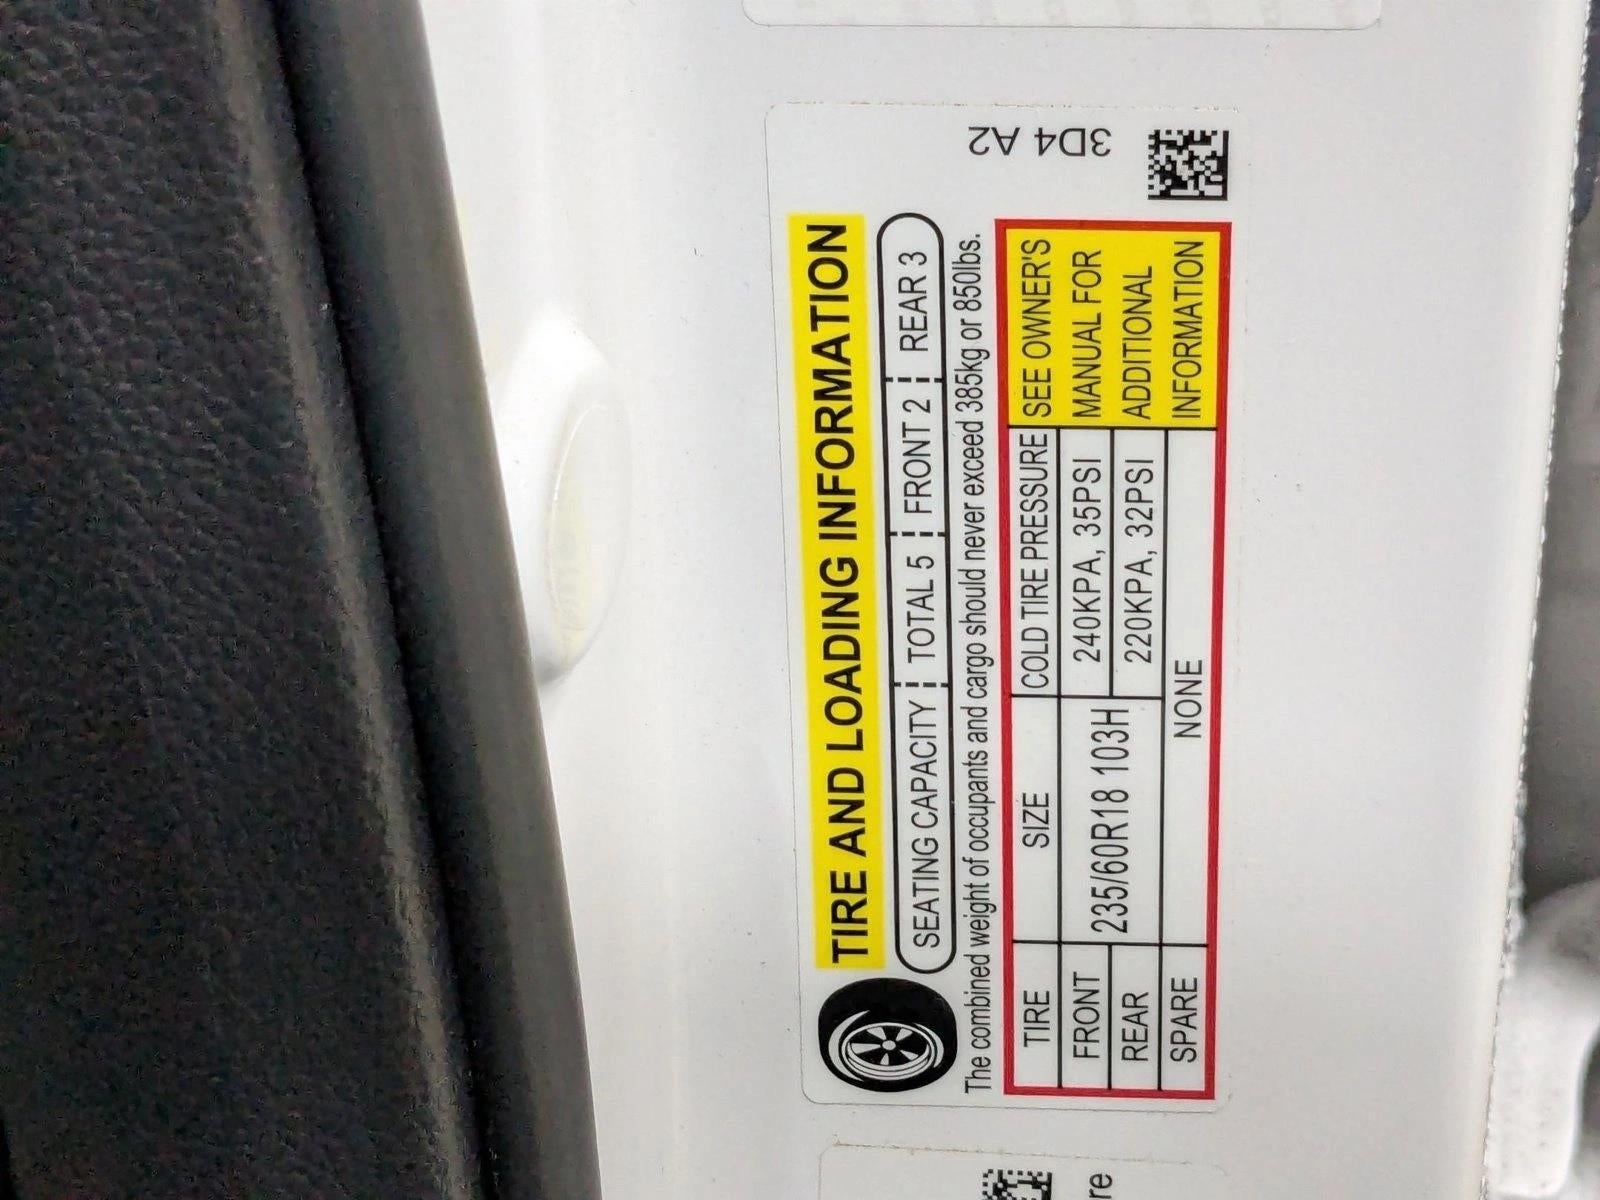 TIRE AND LOADING INFORMATION
SEATING CAPACITY TOTAL 5 FRONT 2 REAR 3
The combined weight of occupants and cargo should never exceed 385kg or 850lbs.
TIRE SIZE COLD TIRE PRESSURE SEE OWNER'S
FRONT 235/60R18 103H 240KPA, 35PSI MANUAL FOR
REAR 220KPA, 32PSI ADDITIONAL
SPARE NONE INFORMATION
3D4 A2
re